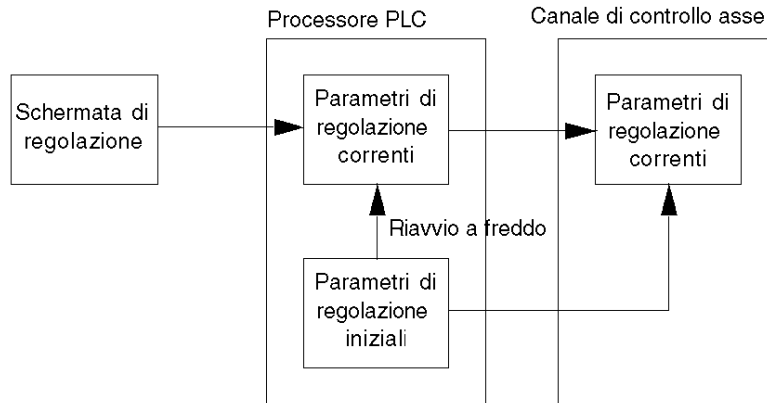 Processore PLC
Canale di controllo asse
Schermata di
regolazione
Parametri di
regolazione
correnti
Parametri di
regolazione
correnti
Riavvio a freddo
Parametri di
regolazione
iniziali